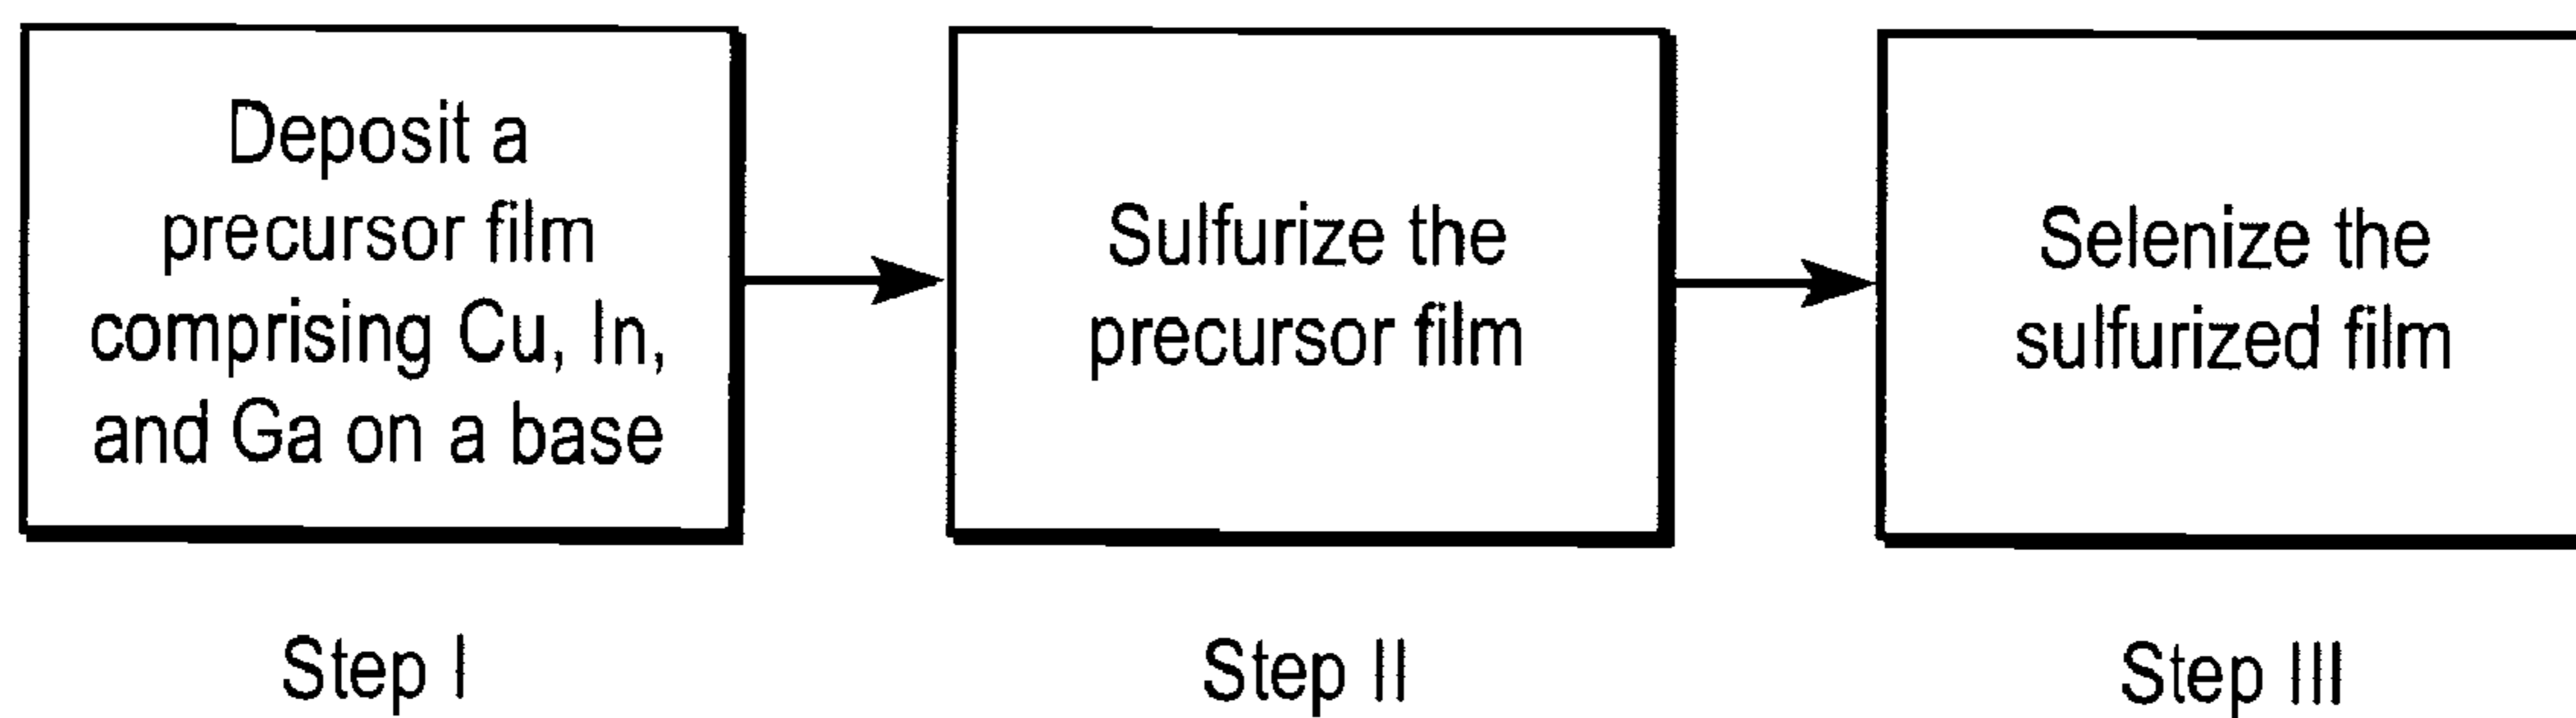 Deposit a
precursor film
comprising Cu, In,
and Ga on a base
Sulfurize the
precursor film
Selenize the
sulfurized film
Step I
Step II
Step III